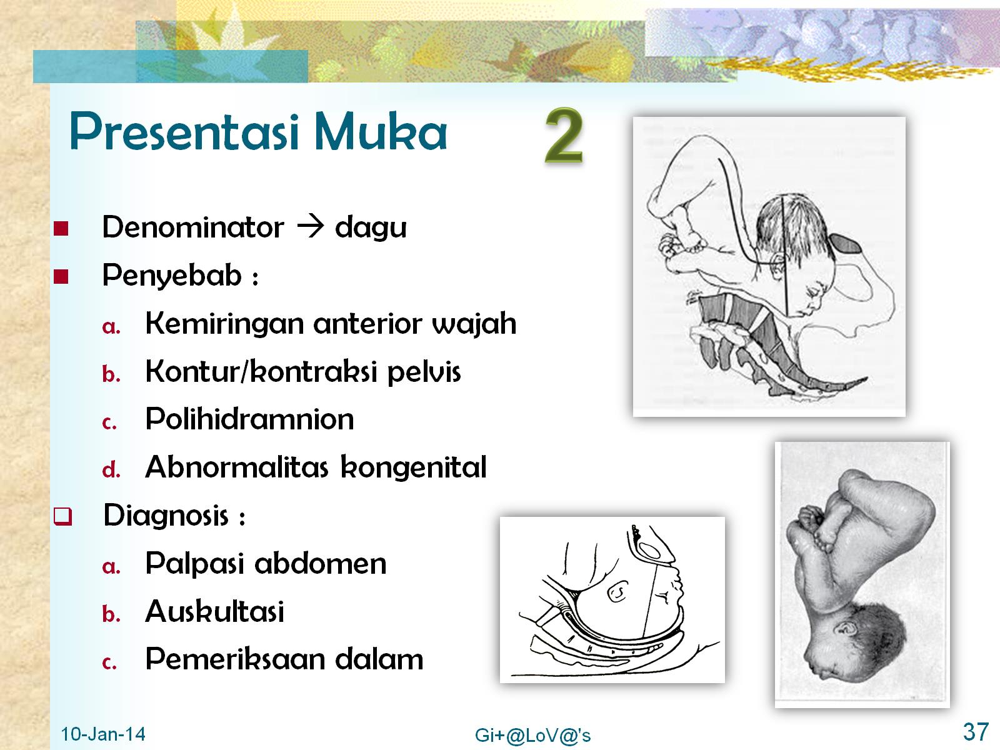 Presentasi Muka
2
■ Denominator → dagu
■ Penyebab :
a. Kemiringan anterior wajah
b. Kontur/kontraksi pelvis
c. Polihidramnion
d. Abnormalitas kongenital
❑ Diagnosis :
a. Palpasi abdomen
b. Auskultasi
c. Pemeriksaan dalam
10-Jan-14
Gi+@LoV@'s
37